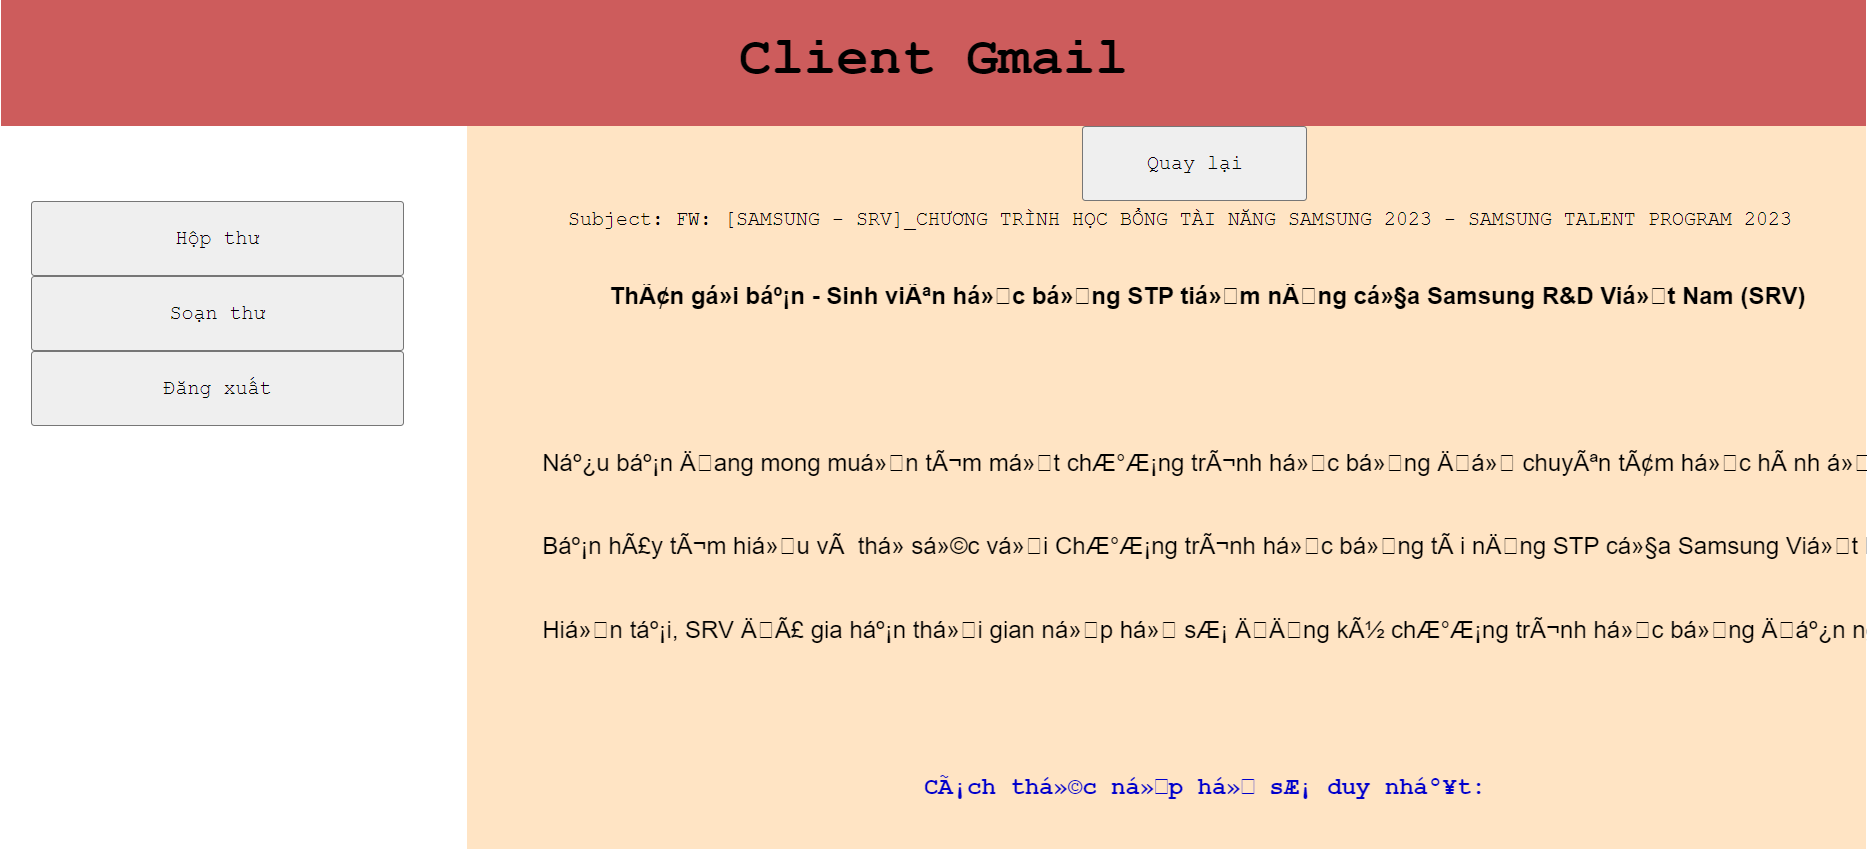 Client Gmail
Quay lại
Hộp thư
Soạn thư
Đăng xuất
Subject: FW: [SAMSUNG - SRV]_CHƯƠNG TRÌNH HỌC BỔNG TÀI NĂNG SAMSUNG 2023 - SAMSUNG TALENT PROGRAM 2023
ThÃ¢n gá»i báº¡n - Sinh viÃªn há»c bá»ng STP tiá»m nÄng cá»§a Samsung R&D Viá»t Nam (SRV)
Náº¿u báº¡n Äang mong muá»n tÃ¬m má»t chÆ°Æ¡ng trÃ¬nh há»c bá»ng Äá» chuyÃªn tÃ¢m há»c hÃ nh á»
Báº¡n hÃ£y tÃ¬m hiá»u vÃ  thá» sá»©c vá»i ChÆ°Æ¡ng trÃ¬nh há»c bá»ng tÃ i nÄng STP cá»§a Samsung Viá»t
Hiá»n táº¡i, SRV ÄÃ£ gia háº¡n thá»i gian ná»p há» sÆ¡ ÄÄng kÃ½ chÆ°Æ¡ng trÃ¬nh há»c bá»ng Äáº¿n
CÃ¡ch thá»©c ná»p há» sÆ¡ duy nháº¥t: